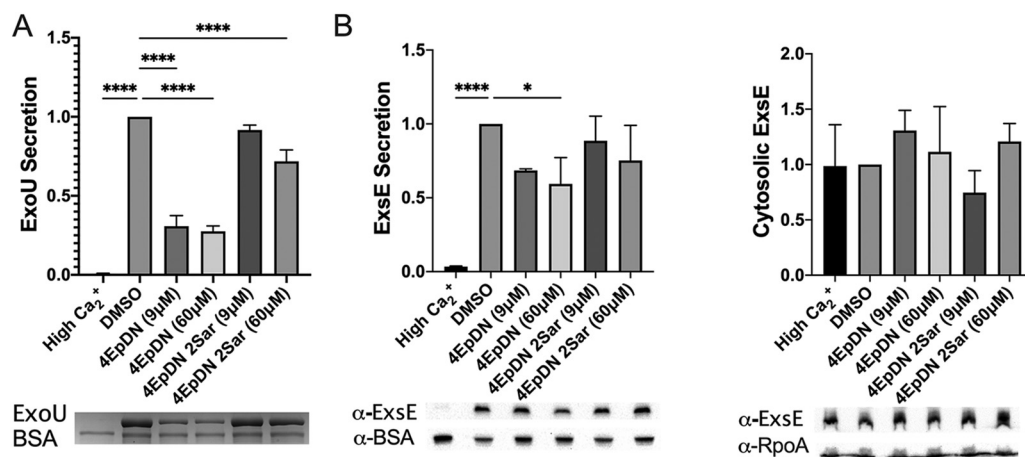 A
ExoU Secretion
1.5
1.0
0.5
0.0
****
****
****
****
High Ca₂⁺
DMSO
4EpDN (9µM)
4EpDN (60µM)
4EpDN 2Sar (9µM)
4EpDN 2Sar (60µM)
ExoU
BSA
B
ExsE Secretion
1.5
1.0
0.5
0.0
****
*
High Ca₂⁺
DMSO
4EpDN (9µM)
4EpDN (60µM)
4EpDN 2Sar (9µM)
4EpDN 2Sar (60µM)
α-ExsE
α-BSA
Cytosolic ExsE
2.0
1.5
1.0
0.5
0.0
High Ca₂⁺
DMSO
4EpDN (9µM)
4EpDN (60µM)
4EpDN 2Sar (9µM)
4EpDN 2Sar (60µM)
α-ExsE
α-RpoA